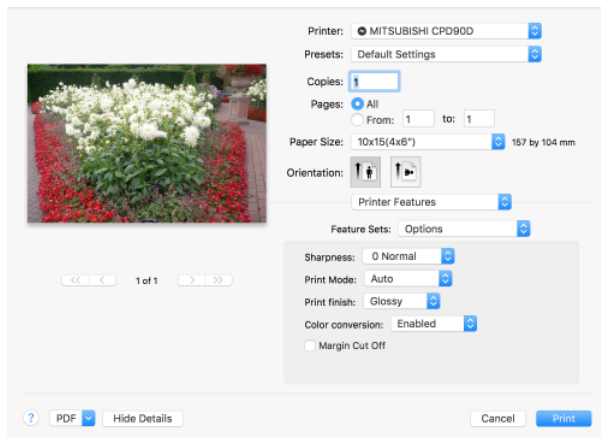 Printer: MITSUBISHI CPD90D
Presets: Default Settings
Copies: 1
Pages: All
From: 1 to: 1
Paper Size: 10x15(4x6") 157 by 104 mm
Orientation:
Printer Features
Feature Sets: Options
Sharpness: 0 Normal
Print Mode: Auto
Print finish: Glossy
Color conversion: Enabled
Margin Cut Off
<< < 1 of 1 > >>
? PDF Hide Details Cancel Print